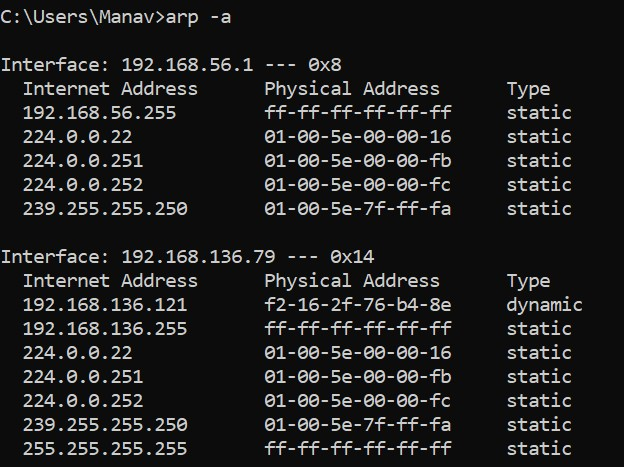 C:\Users\Manav>arp -a
Interface: 192.168.56.1 --- 0x8
Internet Address Physical Address Type
192.168.56.255 ff-ff-ff-ff-ff-ff static
224.0.0.22 01-00-5e-00-00-16 static
224.0.0.251 01-00-5e-00-00-fb static
224.0.0.252 01-00-5e-00-00-fc static
239.255.255.250 01-00-5e-7f-ff-fa static
Interface: 192.168.136.79 --- 0x14
Internet Address Physical Address Type
192.168.136.121 f2-16-2f-76-b4-8e dynamic
192.168.136.255 ff-ff-ff-ff-ff-ff static
224.0.0.22 01-00-5e-00-00-16 static
224.0.0.251 01-00-5e-00-00-fb static
224.0.0.252 01-00-5e-00-00-fc static
239.255.255.250 01-00-5e-7f-ff-fa static
255.255.255.255 ff-ff-ff-ff-ff-ff static